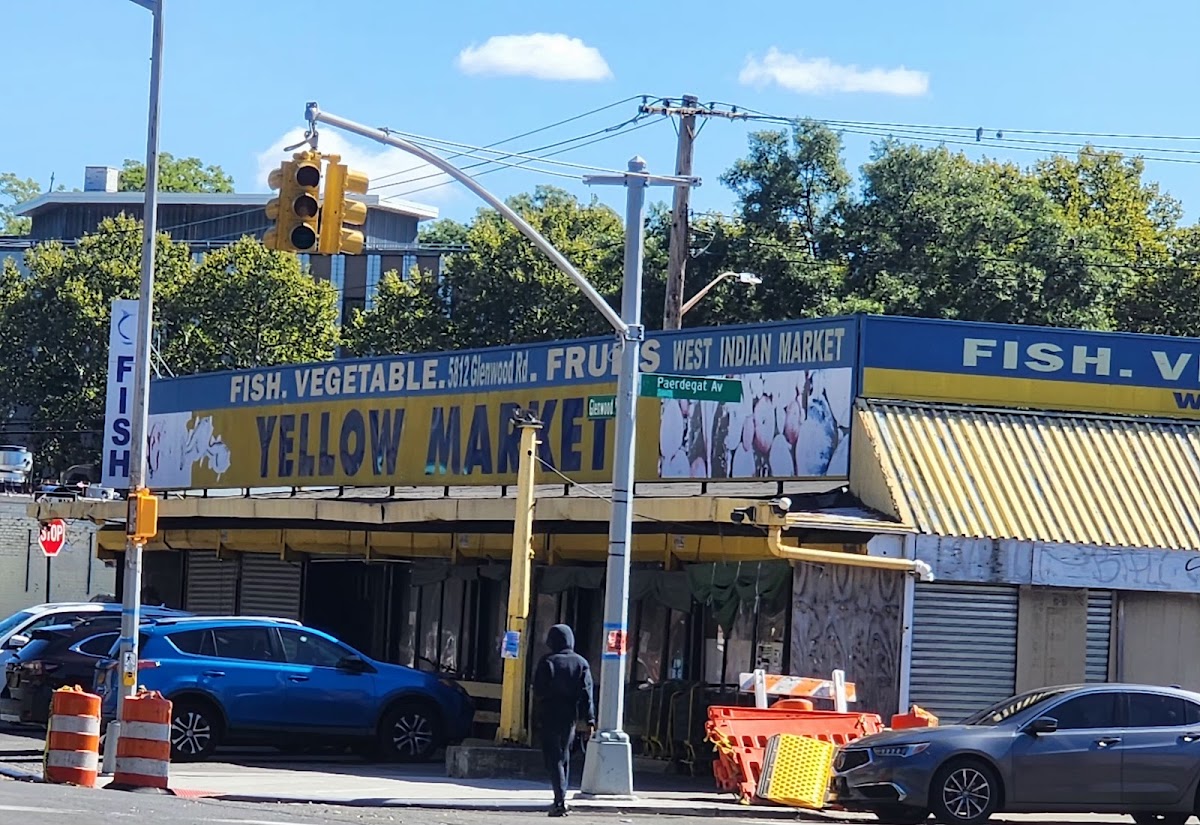 FISH. VEGETABLE. 5812 Glenwood Rd. FRUITS WEST INDIAN MARKET
YELLOW MARKET
FISH. V
W
FISH
Glenwood
Paerdegat Av
STOP